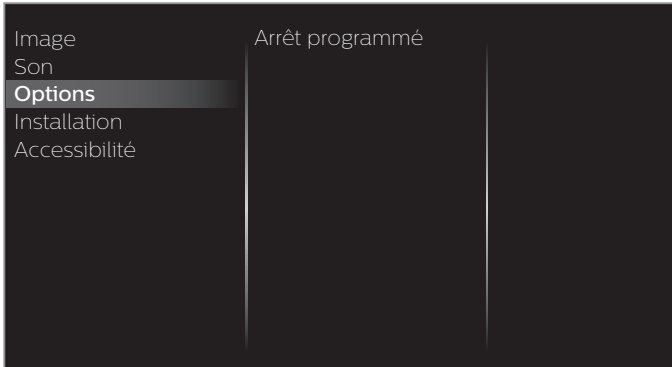 Image
Son
Options
Installation
Accessibilité
Arrêt programmé